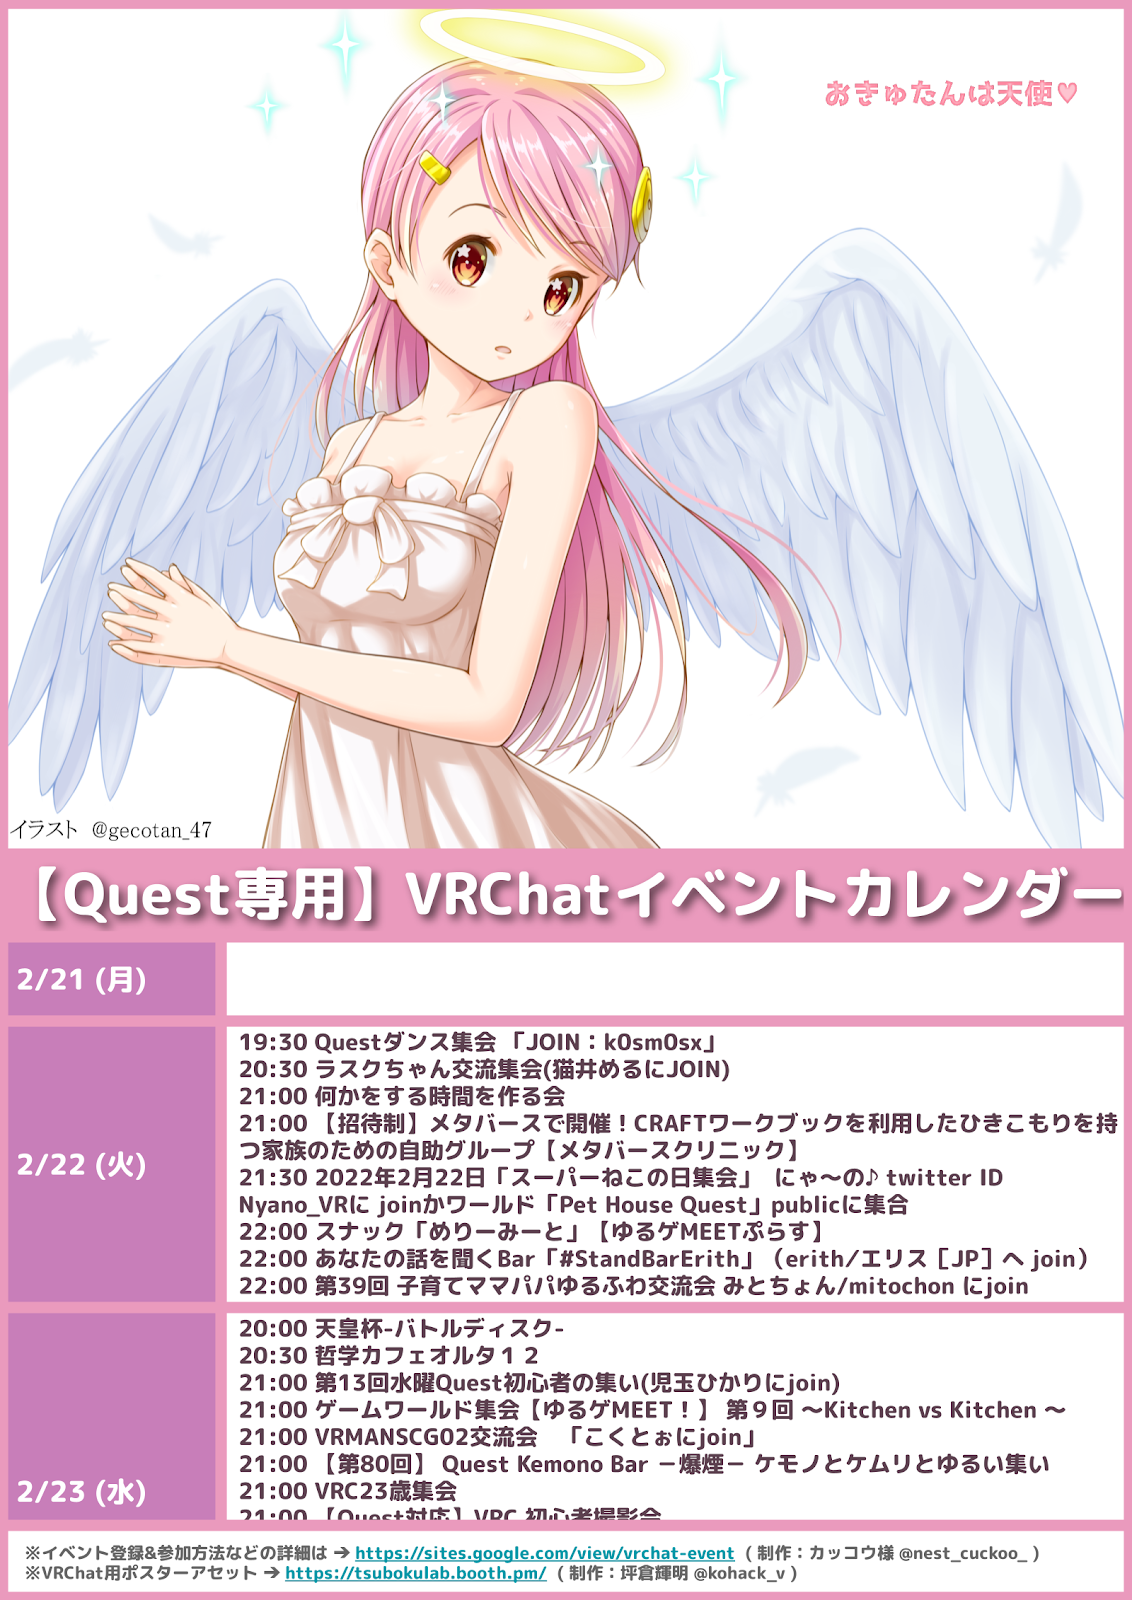 おきゅたんは天使♥
イラスト @gecotan_47
【Quest専用】VRChatイベントカレンダー
2/21 (月)
2/22 (火)
19:30 Questダンス集会 「JOIN：k0sm0sx」
20:30 ラスクちゃん交流集会(猫井めるにJOIN)
21:00 何かをする時間を作る会
21:00 【招待制】メタバースで開催！CRAFTワークブックを利用したひきこもりを持
つ家族のための自助グループ【メタバースクリニック】
21:30 2022年2月22日「スーパーねこの日集会」 にゃ～の♪ twitter ID
Nyano_VRに joinかワールド「Pet House Quest」publicに集合
22:00 スナック「めりーみーと」【ゆるゲMEETぷらす】
22:00 あなたの話を聞くBar「#StandBarErith」（erith/エリス［JP］へ join）
22:00 第39回 子育てママパパゆるふわ交流会 みとちょん/mitochon にjoin
2/23 (水)
20:00 天皇杯-バトルディスク-
20:30 哲学カフェオルタ１２
21:00 第13回水曜Quest初心者の集い(児玉ひかりにjoin)
21:00 ゲームワールド集会【ゆるゲMEET！】 第９回 ～Kitchen vs Kitchen ～
21:00 VRMANSCG02交流会 「こくとぉにjoin」
21:00 【第80回】 Quest Kemono Bar －爆煙－ ケモノとケムリとゆるい集い
21:00 VRC23歳集会
21:00 【Quest対応】VRC 初心者撮影会
※イベント登録&参加方法などの詳細は → https://sites.google.com/view/vrchat-event （制作：カッコウ様 @nest_cuckoo_ ）
※VRChat用ポスターアセット → https://tsubokulab.booth.pm/ （制作：坪倉輝明 @kohack_v ）